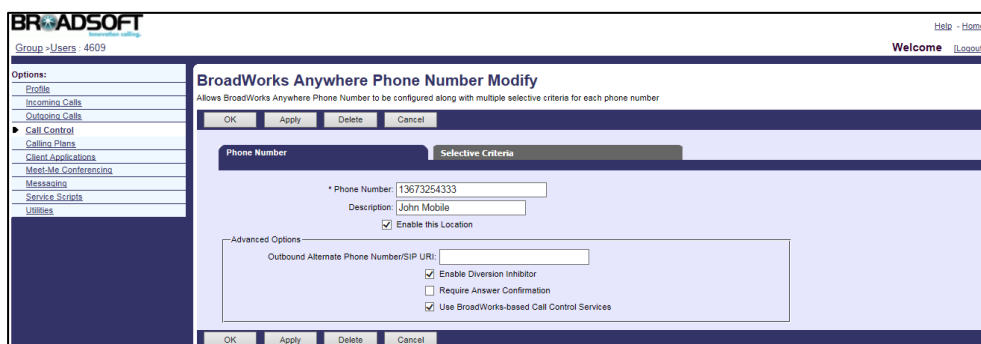 BROADSOFT
innovation calling.
Help - Home
Group >Users : 4609
Welcome [Logout
Options:
Profile
Incoming Calls
Outgoing Calls
Call Control
Calling Plans
Client Applications
Meet-Me Conferencing
Messaging
Service Scripts
Utilities
BroadWorks Anywhere Phone Number Modify
Allows BroadWorks Anywhere Phone Number to be configured along with multiple selective criteria for each phone number
OK Apply Delete Cancel
Phone Number Selective Criteria
* Phone Number: 13673254333
Description: John Mobile
Enable this Location
Advanced Options
Outbound Alternate Phone Number/SIP URI:
Enable Diversion Inhibitor
Require Answer Confirmation
Use BroadWorks-based Call Control Services
OK Apply Delete Cancel